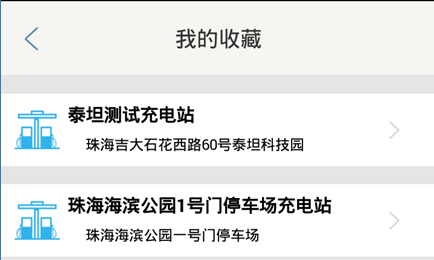 我的收藏
泰坦测试充电站
珠海吉大石花西路60号泰坦科技园
珠海海滨公园1号门停车场充电站
珠海海滨公园一号门停车场